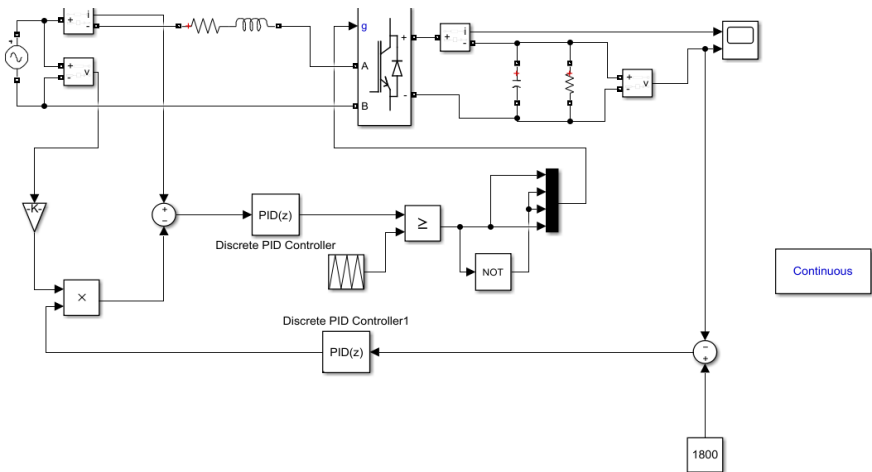 i
+
-
v
+
-
g
A
B
+
-
i
+
-
v
+
-
-K-
+
-
PID(z)
Discrete PID Controller
≥
NOT
×
Continuous
Discrete PID Controller1
PID(z)
-
+
1800